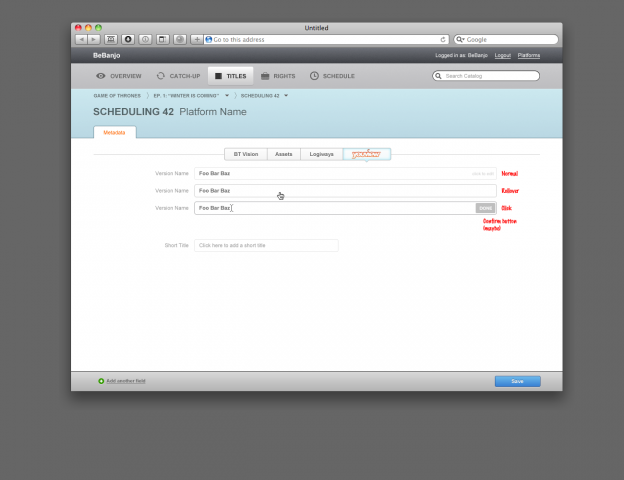 Untitled
Go to this address
Google
BeBanjo
Logged in as: BeBanjo Logout Platforms
OVERVIEW CATCH-UP TITLES RIGHTS SCHEDULE Search Catalog
GAME OF THRONES EP. 1: "WINTER IS COMING" SCHEDULING 42
SCHEDULING 42 Platform Name
Metadata
BT Vision Assets Logiways youview
Version Name Foo Bar Baz Normal
Version Name Foo Bar Baz Rollover
Version Name Foo Bar Baz DONE Click
Confirm button
(maybe)
Short Title Click here to add a short title
Add another field Save